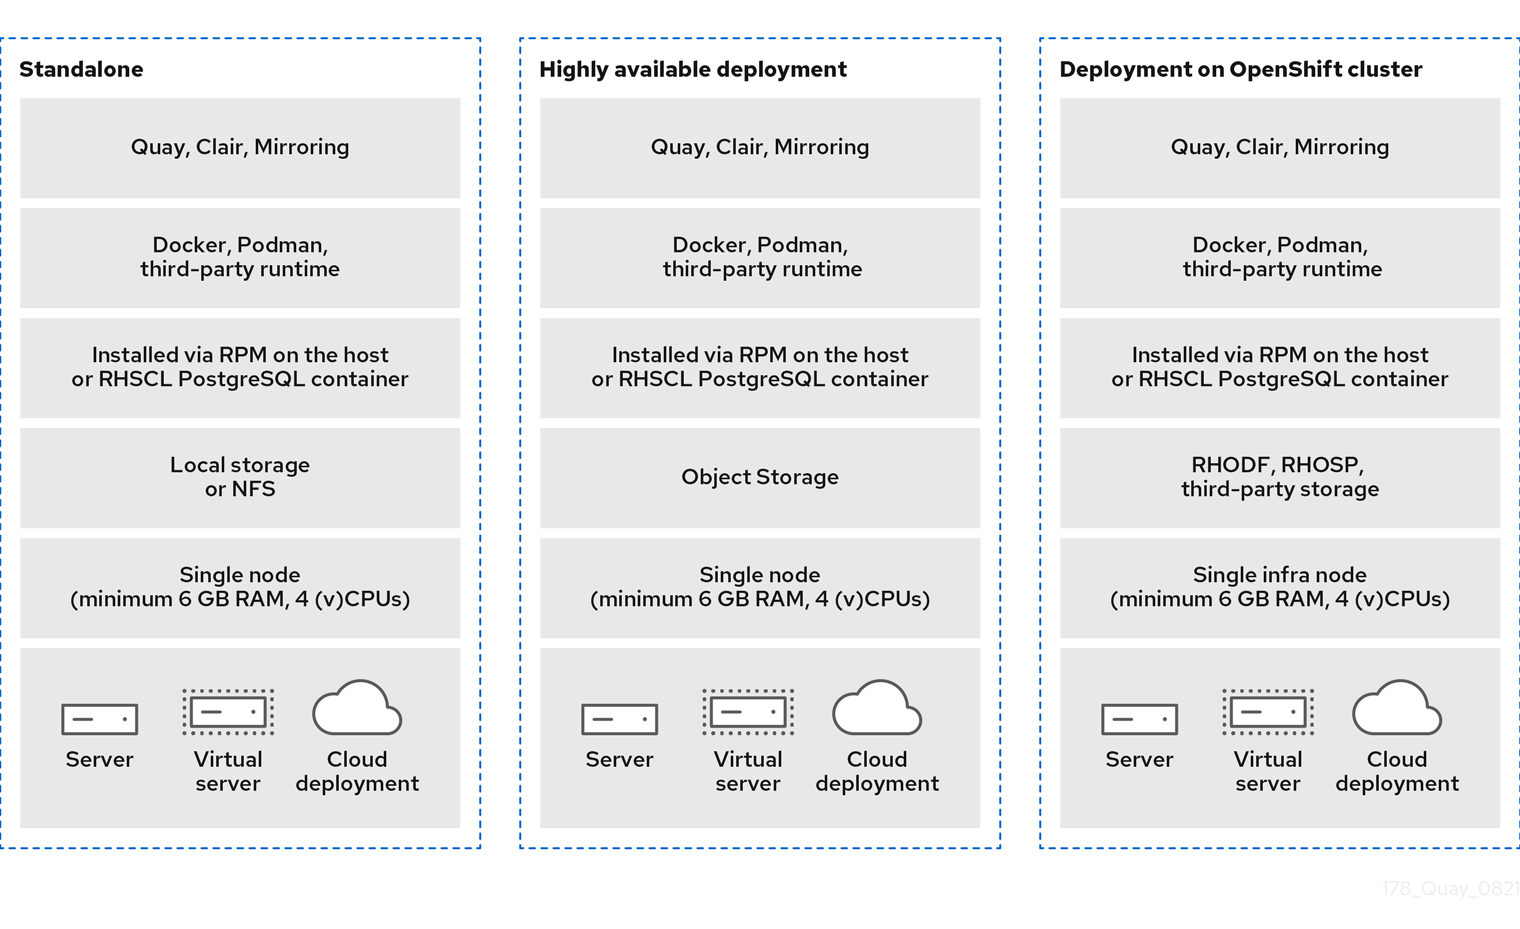 Standalone
Quay, Clair, Mirroring
Docker, Podman,
third-party runtime
Installed via RPM on the host
or RHSCL PostgreSQL container
Local storage
or NFS
Single node
(minimum 6 GB RAM, 4 (v)CPUs)
Server
Virtual
server
Cloud
deployment
Highly available deployment
Quay, Clair, Mirroring
Docker, Podman,
third-party runtime
Installed via RPM on the host
or RHSCL PostgreSQL container
Object Storage
Single node
(minimum 6 GB RAM, 4 (v)CPUs)
Server
Virtual
server
Cloud
deployment
Deployment on OpenShift cluster
Quay, Clair, Mirroring
Docker, Podman,
third-party runtime
Installed via RPM on the host
or RHSCL PostgreSQL container
RHODF, RHOSP,
third-party storage
Single infra node
(minimum 6 GB RAM, 4 (v)CPUs)
Server
Virtual
server
Cloud
deployment
178_Quay_0821